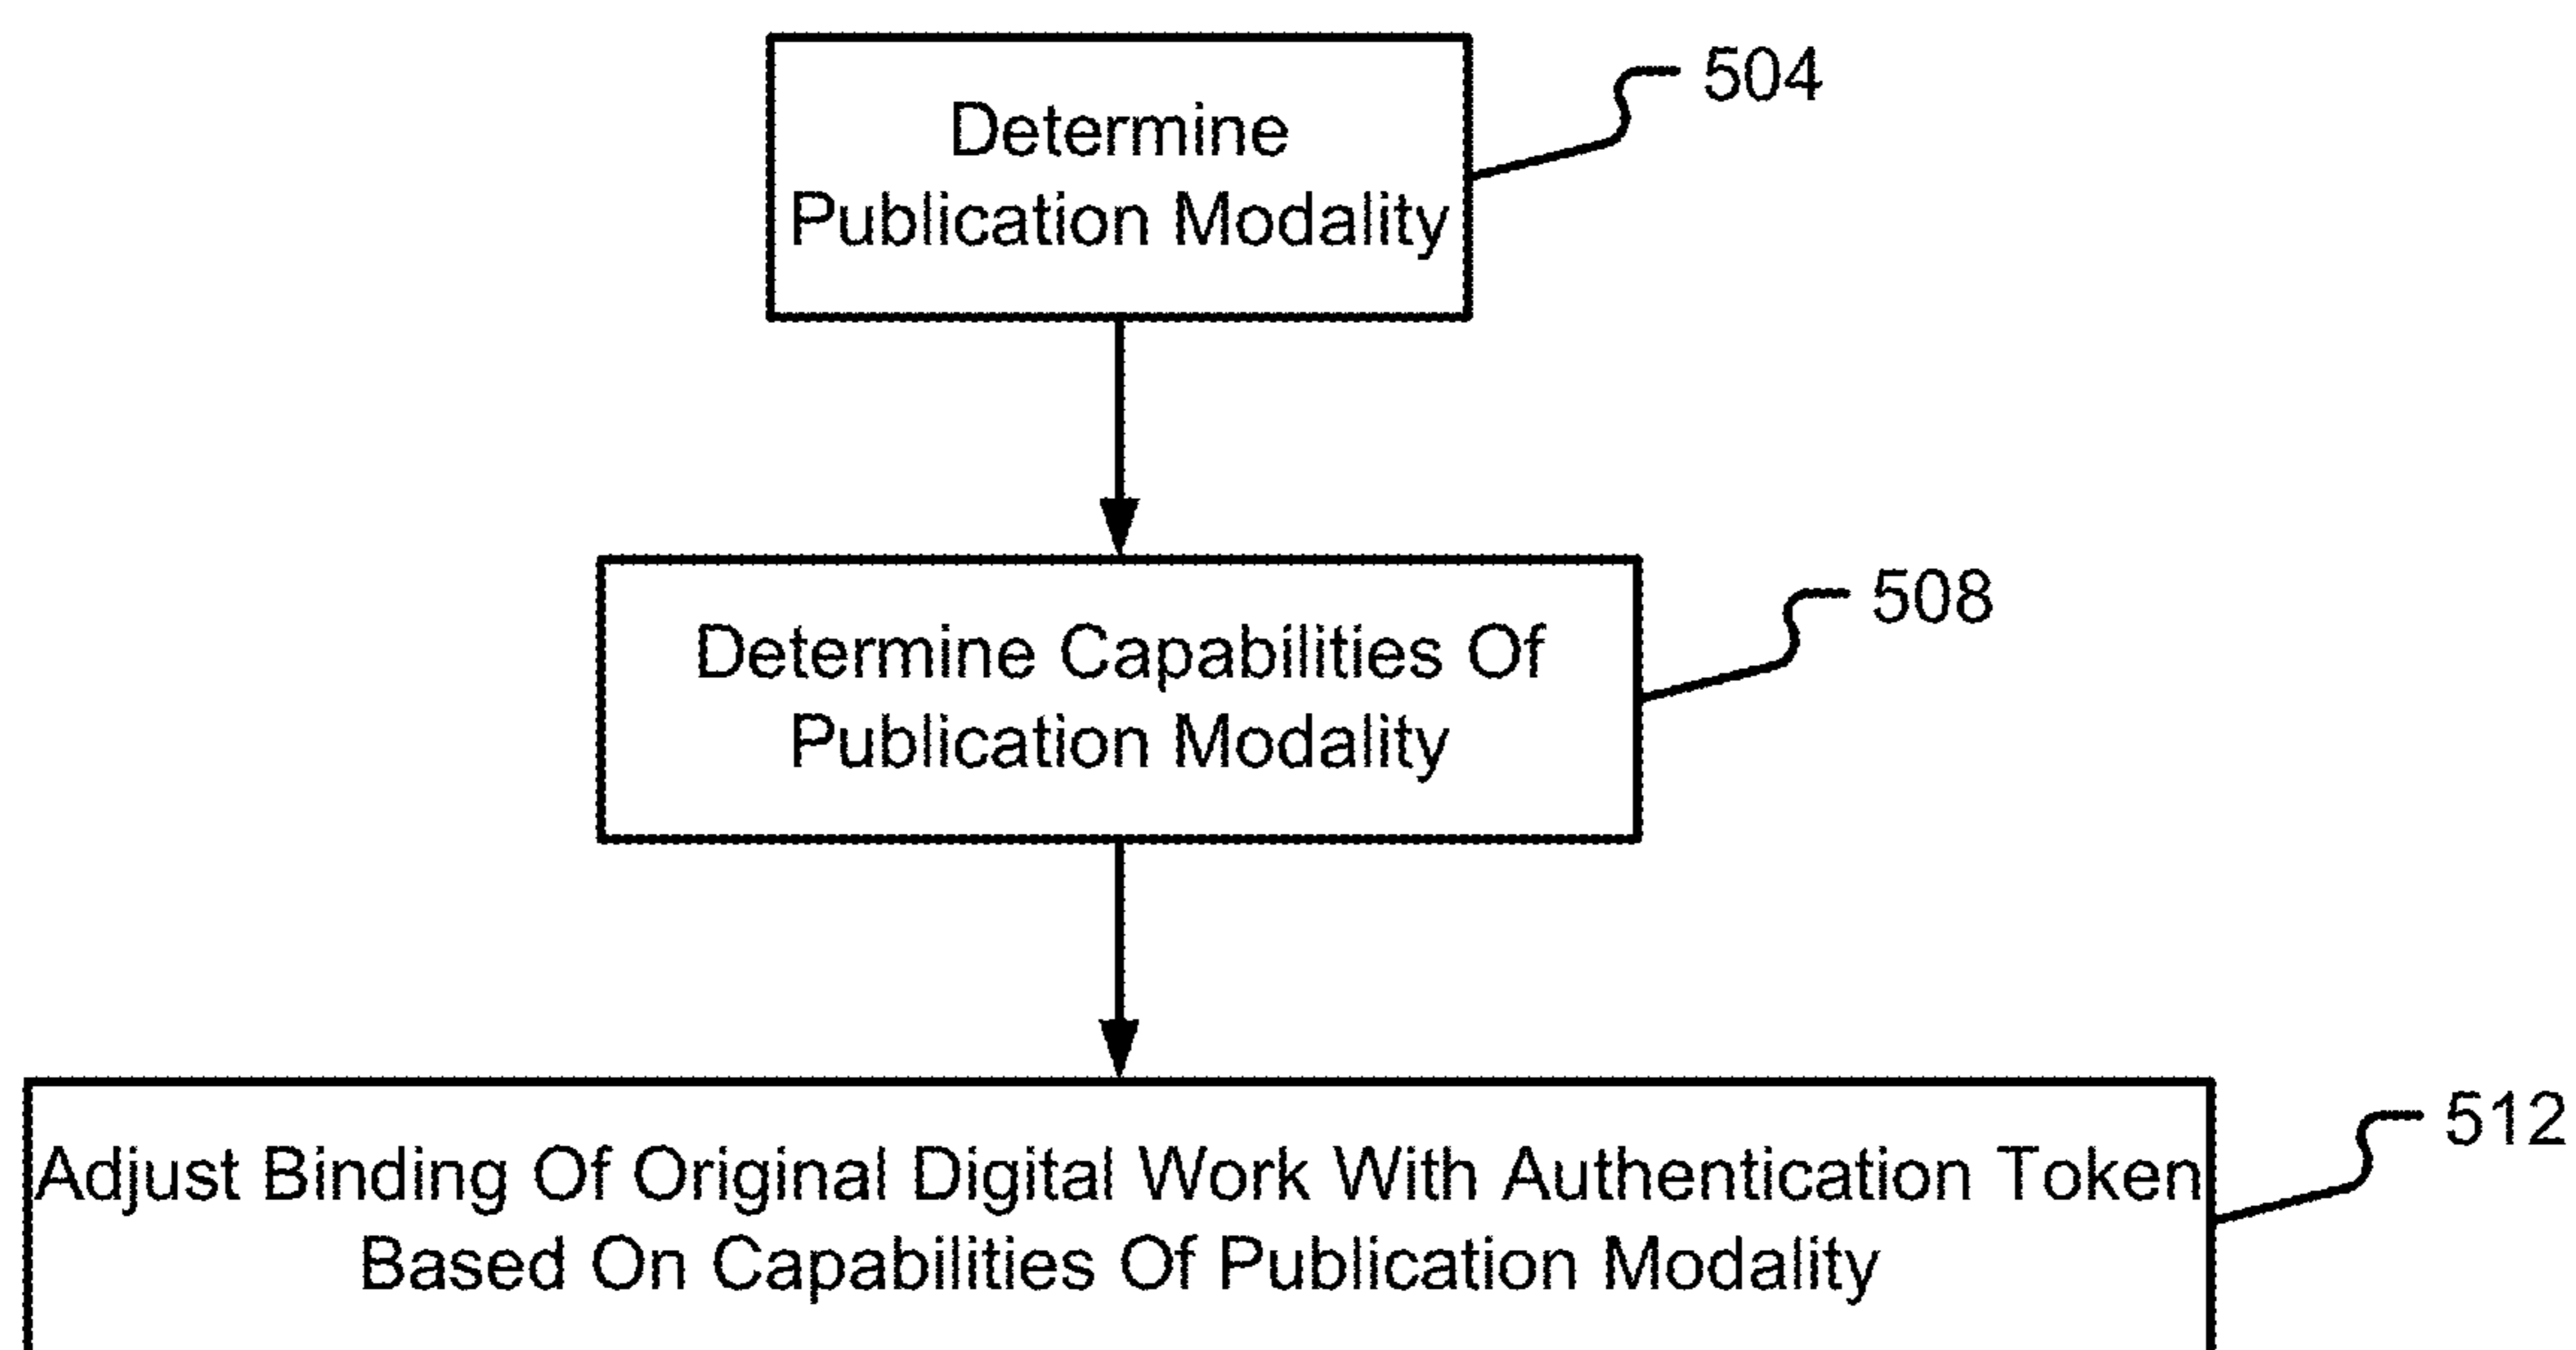 504
Determine
Publication Modality
508
Determine Capabilities Of
Publication Modality
512
Adjust Binding Of Original Digital Work With Authentication Token
Based On Capabilities Of Publication Modality